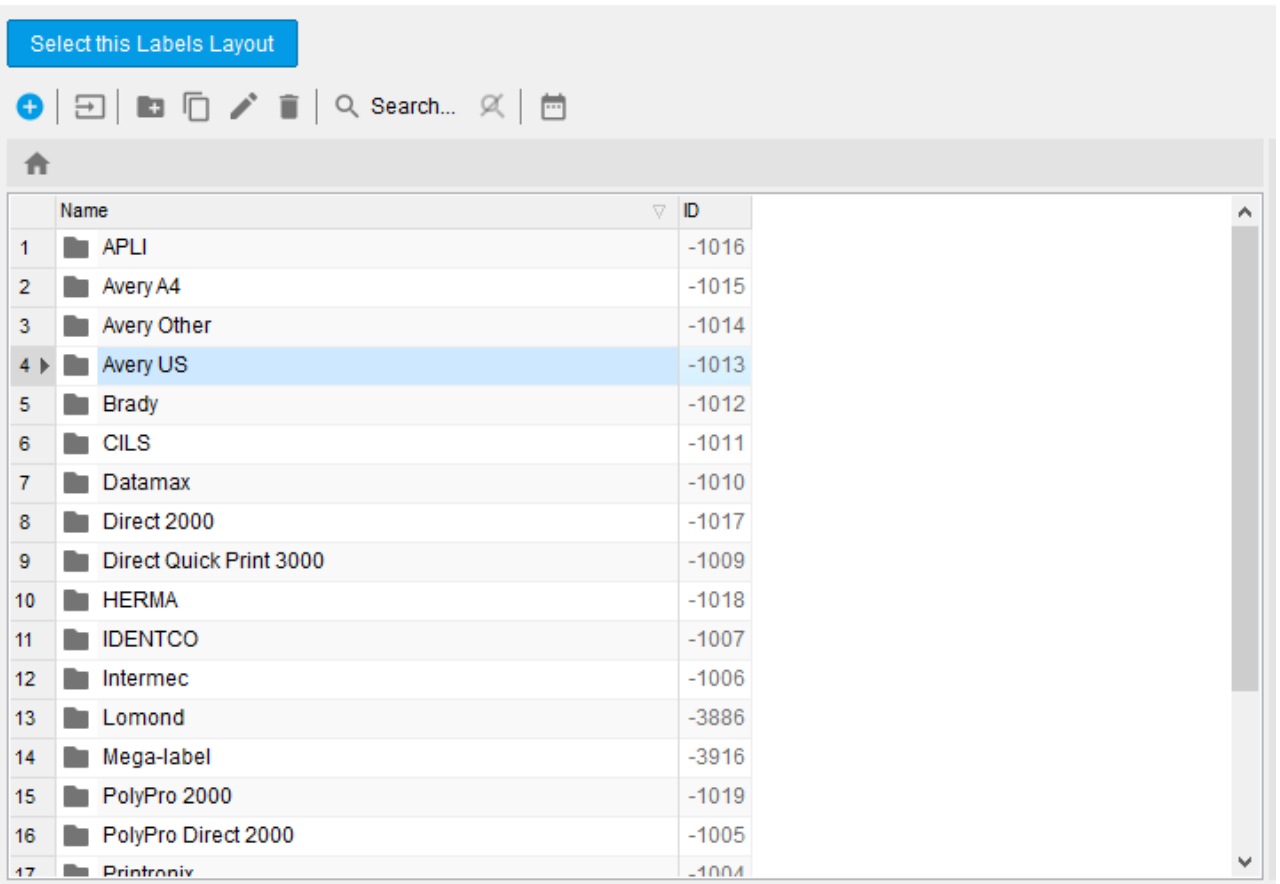 Select this Labels Layout
Search...
Name ID
1 APLI -1016
2 Avery A4 -1015
3 Avery Other -1014
4 Avery US -1013
5 Brady -1012
6 CILS -1011
7 Datamax -1010
8 Direct 2000 -1017
9 Direct Quick Print 3000 -1009
10 HERMA -1018
11 IDENTCO -1007
12 Intermec -1006
13 Lomond -3886
14 Mega-label -3916
15 PolyPro 2000 -1019
16 PolyPro Direct 2000 -1005
17 Printronix -1004